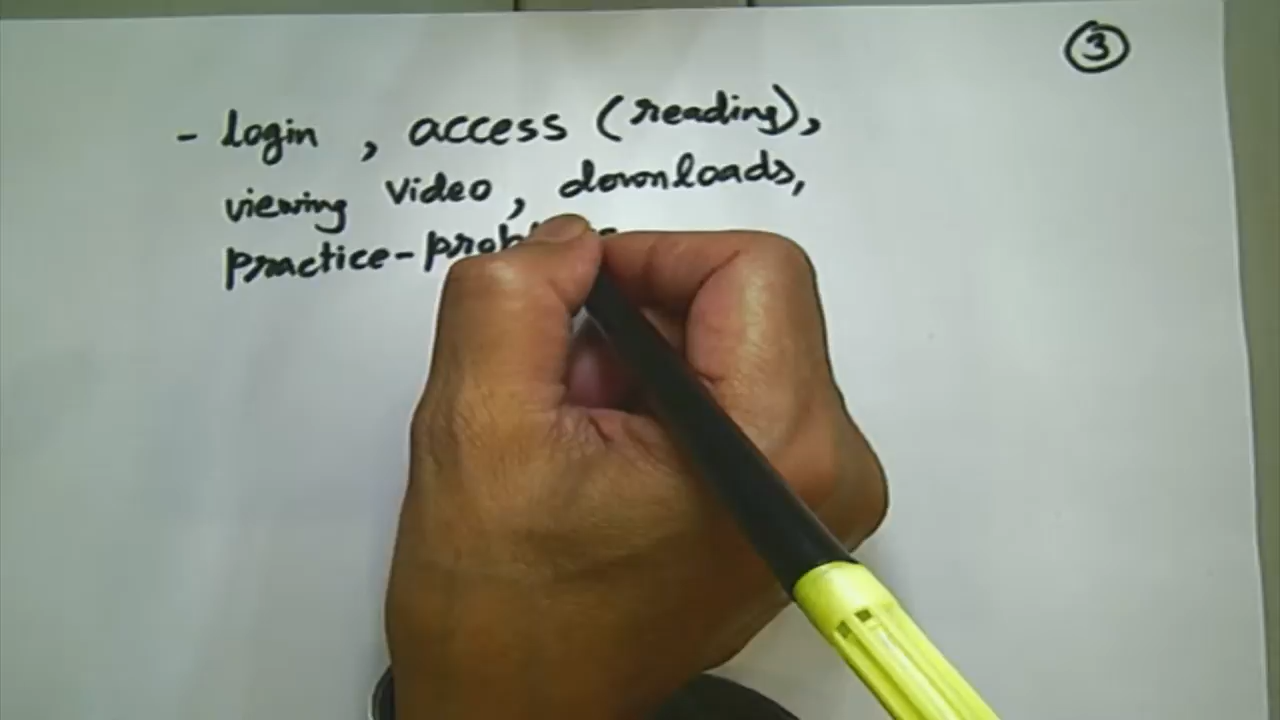 3
- login , access (reading),
viewing video , downloads,
practice-